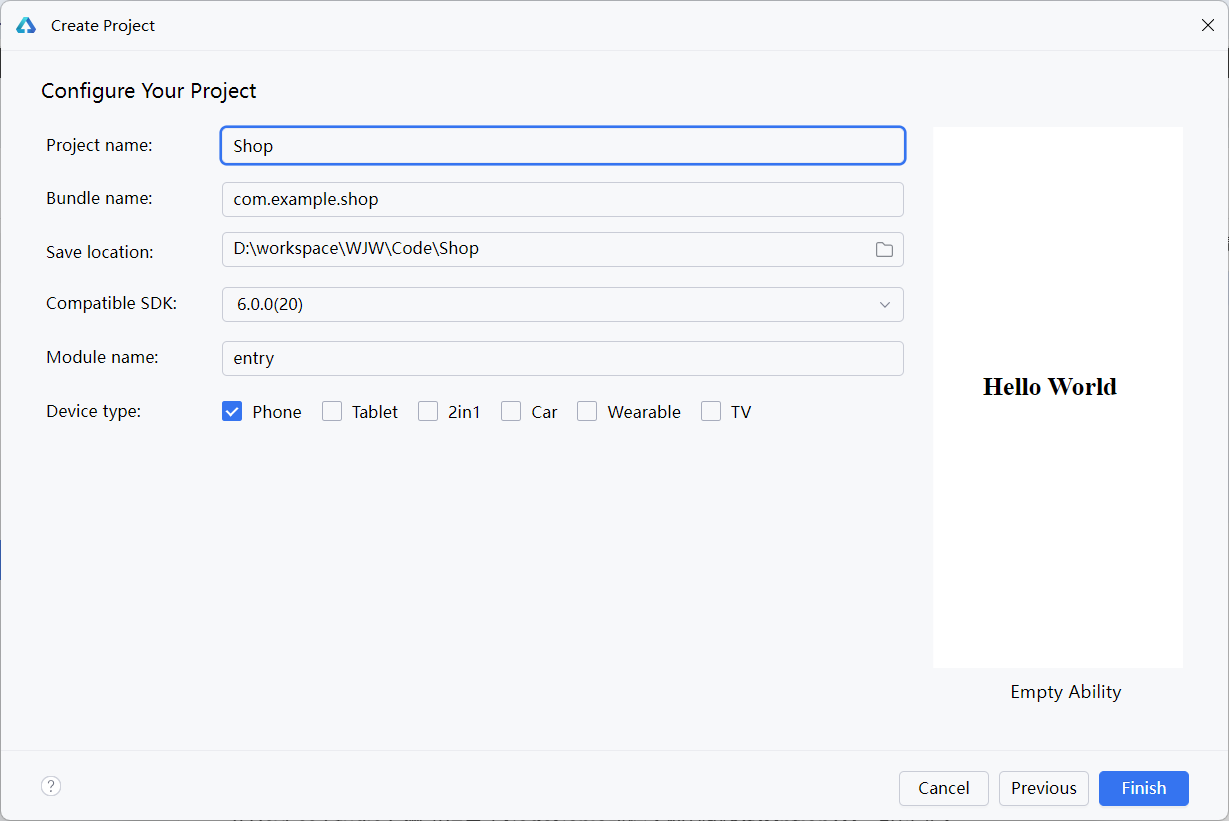 Create Project
Configure Your Project
Project name: Shop
Bundle name: com.example.shop
Save location: D:\workspace\WJW\Code\Shop
Compatible SDK: 6.0.0(20)
Module name: entry
Device type: Phone Tablet 2in1 Car Wearable TV
Hello World
Empty Ability
?
Cancel Previous Finish